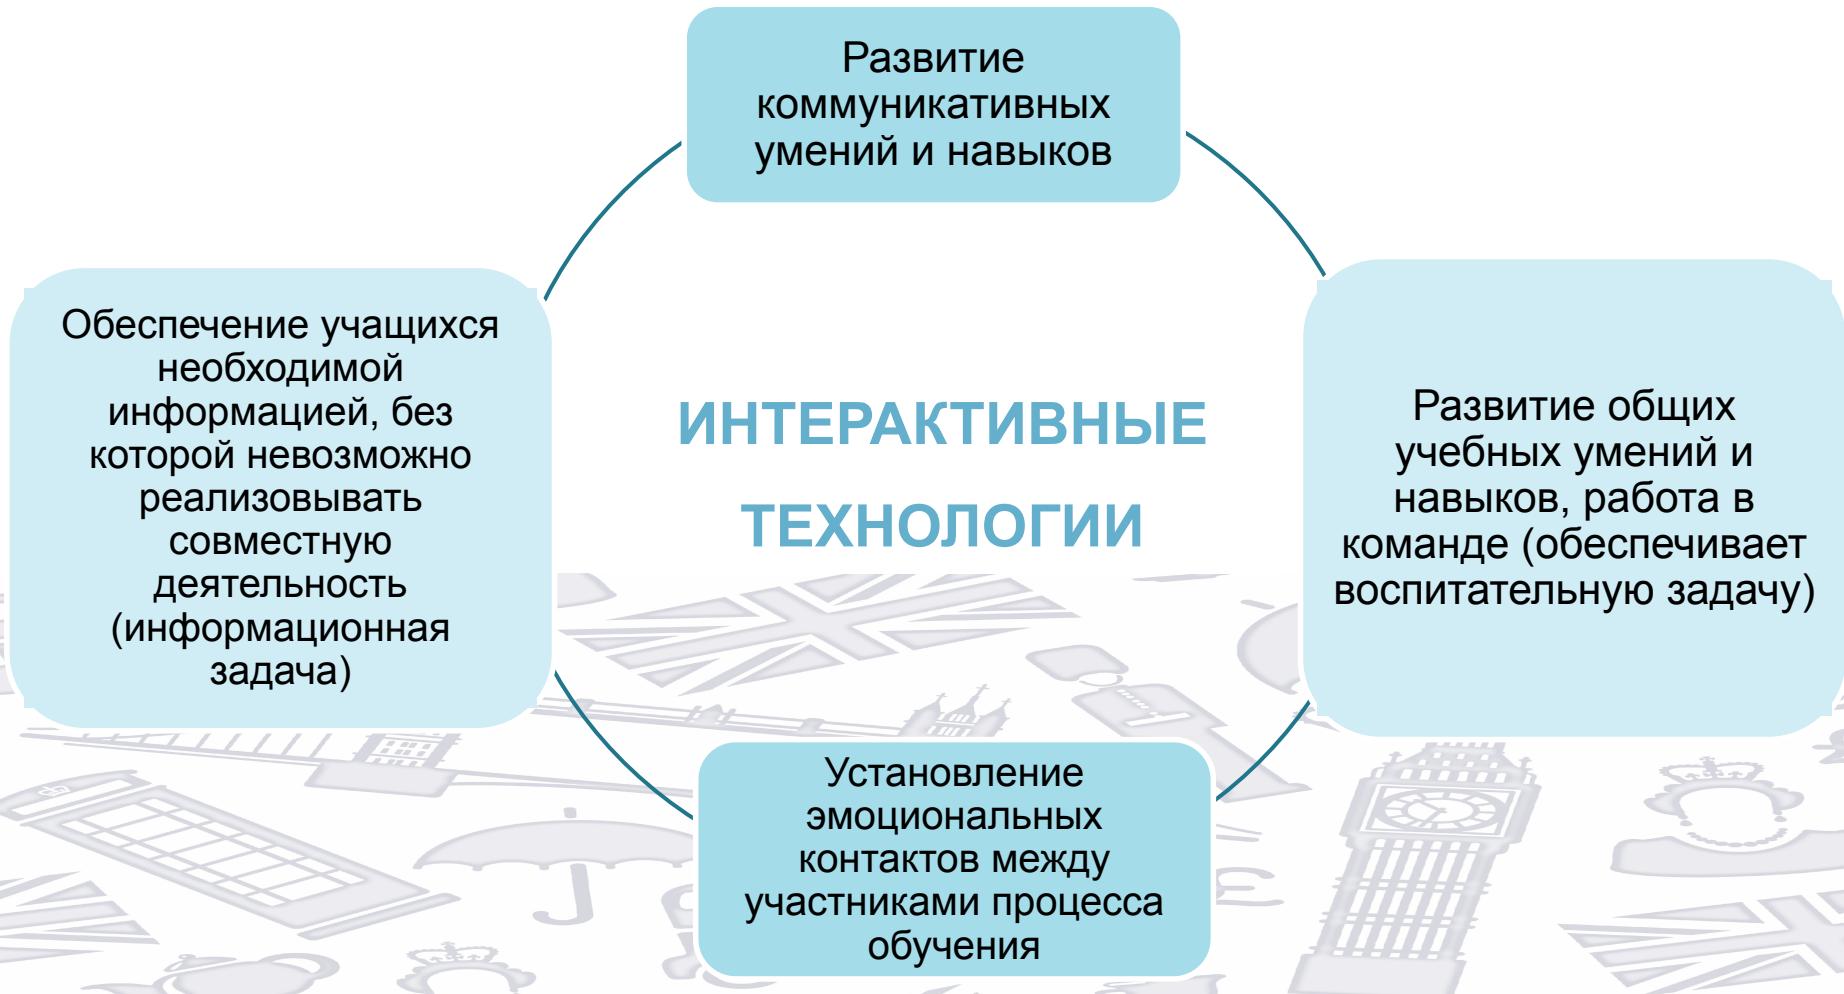 Развитие
коммуникативных
умений и навыков
Обеспечение учащихся
необходимой
информацией, без
которой невозможно
реализовывать
совместную
деятельность
(информационная
задача)
ИНТЕРАКТИВНЫЕ
ТЕХНОЛОГИИ
Развитие общих
учебных умений и
навыков, работа в
команде (обеспечивает
воспитательную задачу)
Установление
эмоциональных
контактов между
участниками процесса
обучения